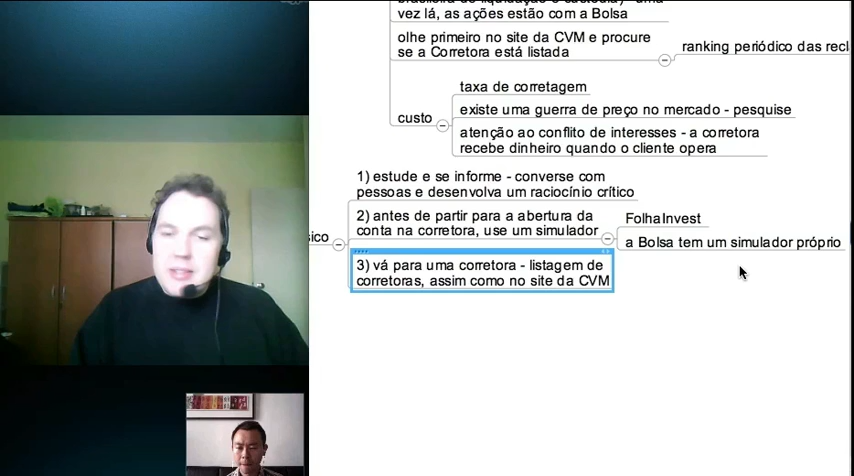 vez lá, as ações estão com a Bolsa
olhe primeiro no site da CVM e procure
se a Corretora está listada
ranking periódico das recl
custo
taxa de corretagem
existe uma guerra de preço no mercado - pesquise
atenção ao conflito de interesses - a corretora
recebe dinheiro quando o cliente opera
sico
1) estude e se informe - converse com
pessoas e desenvolva um raciocínio crítico
2) antes de partir para a abertura da
conta na corretora, use um simulador
FolhaInvest
a Bolsa tem um simulador próprio
3) vá para uma corretora - listagem de
corretoras, assim como no site da CVM